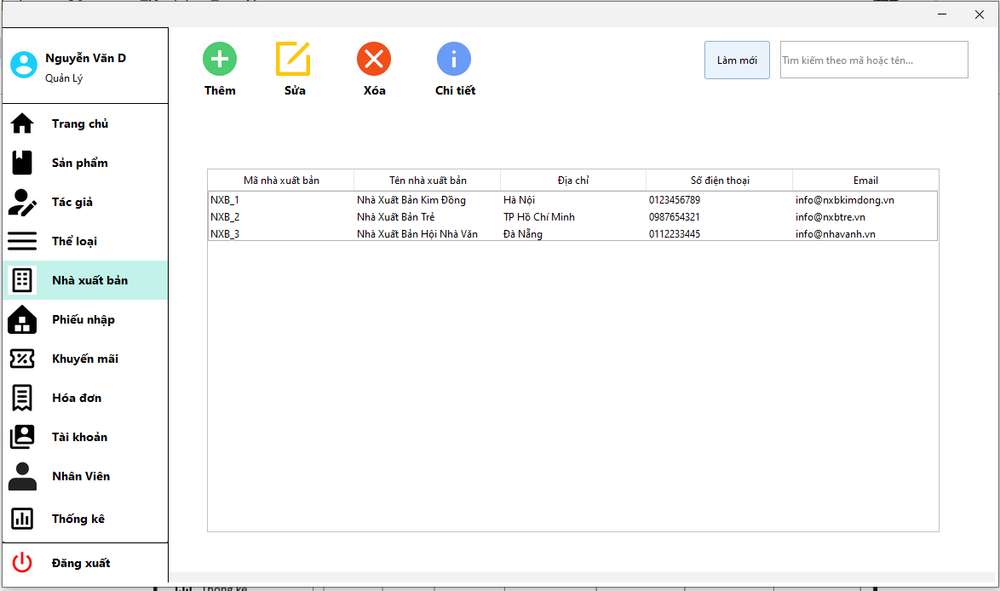 Nguyễn Văn D
Quản Lý
Trang chủ
Sản phẩm
Tác giả
Thể loại
Nhà xuất bản
Phiếu nhập
Khuyến mãi
Hóa đơn
Tài khoản
Nhân Viên
Thống kê
Đăng xuất
Thêm Sửa Xóa Chi tiết
Làm mới Tìm kiếm theo mã hoặc tên...
Mã nhà xuất bản Tên nhà xuất bản Địa chỉ Số điện thoại Email
NXB_1 Nhà Xuất Bản Kim Đồng Hà Nội 0123456789 info@nxbkimdong.vn
NXB_2 Nhà Xuất Bản Trẻ TP Hồ Chí Minh 0987654321 info@nxbtre.vn
NXB_3 Nhà Xuất Bản Hội Nhà Văn Đà Nẵng 0112233445 info@nhavanh.vn
Thống kê